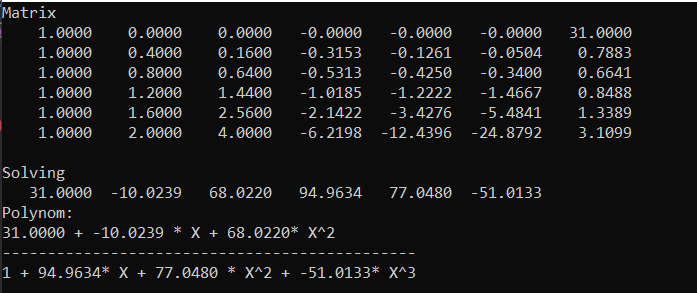 Matrix
1.0000 0.0000 0.0000 -0.0000 -0.0000 -0.0000 31.0000
1.0000 0.4000 0.1600 -0.3153 -0.1261 -0.0504 0.7883
1.0000 0.8000 0.6400 -0.5313 -0.4250 -0.3400 0.6641
1.0000 1.2000 1.4400 -1.0185 -1.2222 -1.4667 0.8488
1.0000 1.6000 2.5600 -2.1422 -3.4276 -5.4841 1.3389
1.0000 2.0000 4.0000 -6.2198 -12.4396 -24.8792 3.1099
Solving
31.0000 -10.0239 68.0220 94.9634 77.0480 -51.0133
Polynom:
31.0000 + -10.0239 * X + 68.0220* X^2
----------------------------------------------
1 + 94.9634* X + 77.0480 * X^2 + -51.0133* X^3